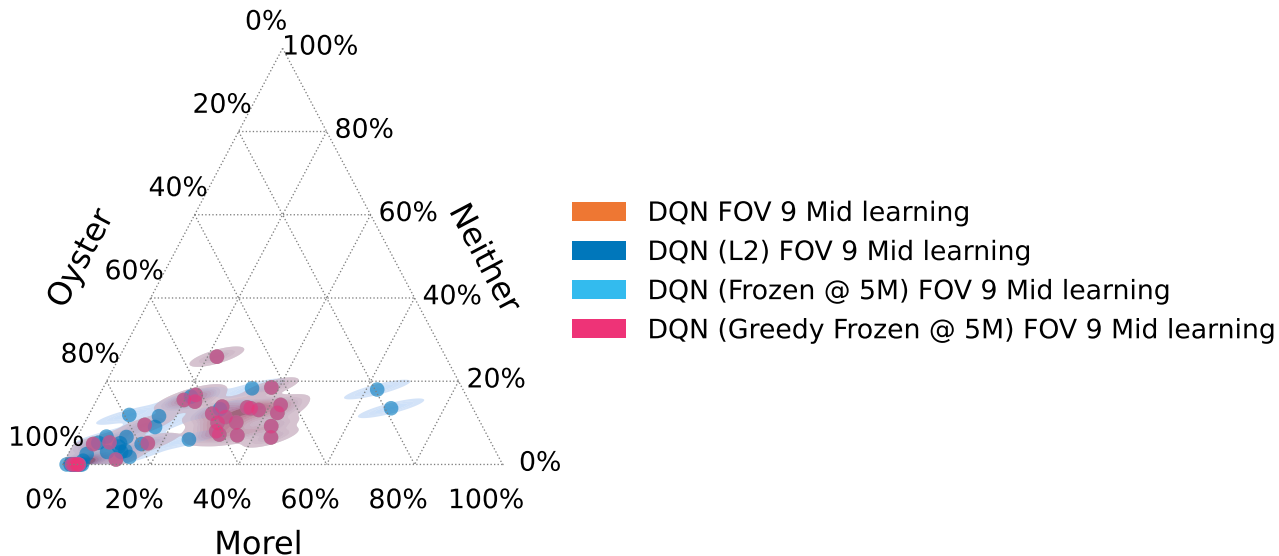 0%
100%
20%
80%
40%
60%
Oyster
Neither
60%
40%
80%
20%
100%
0%
0% 20% 40% 60% 80% 100%
Morel
DQN FOV 9 Mid learning
DQN (L2) FOV 9 Mid learning
DQN (Frozen @ 5M) FOV 9 Mid learning
DQN (Greedy Frozen @ 5M) FOV 9 Mid learning